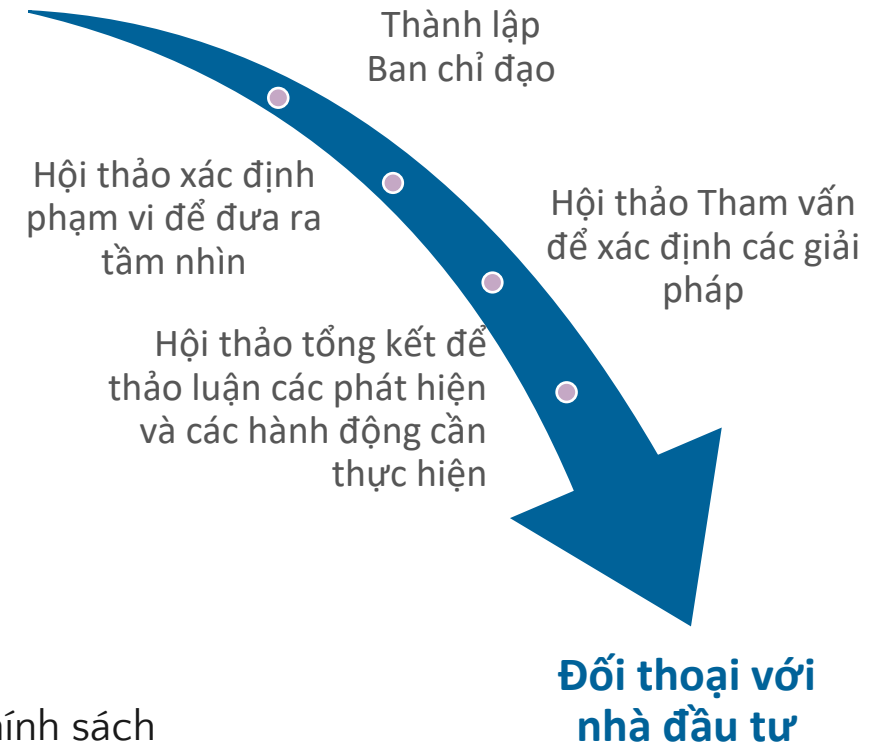 Thành lập
Ban chỉ đạo
Hội thảo xác định
phạm vi để đưa ra
tầm nhìn
Hội thảo Tham vấn
để xác định các giải
pháp
Hội thảo tổng kết để
thảo luận các phát hiện
và các hành động cần
thực hiện
Đối thoại với
nhà đầu tư
sách